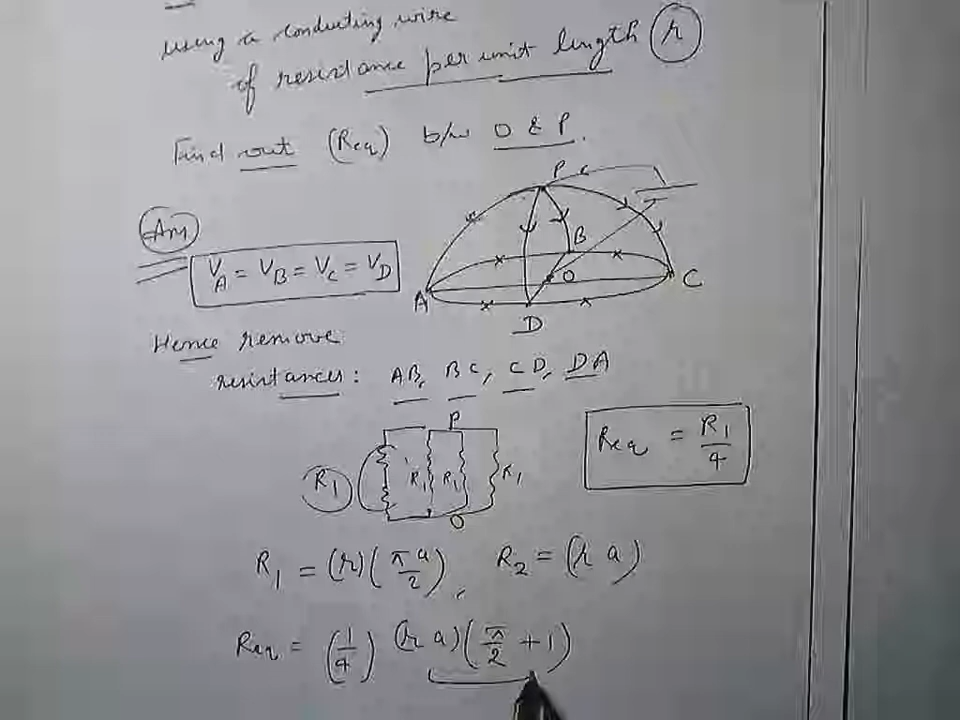 using a conducting wire
of resistance per unit length r
Find out (Req) b/w O & P.
Ans
V_A = V_B = V_C = V_D
P
B
O
A
C
D
Hence remove
resistances: AB, BC, CD, DA
P
R1
R1
R1
R1
O
Req = R1/4
R1 = (r)(πa/2), R2 = (r a)
Req = (1/4) (r a)(π/2 + 1)